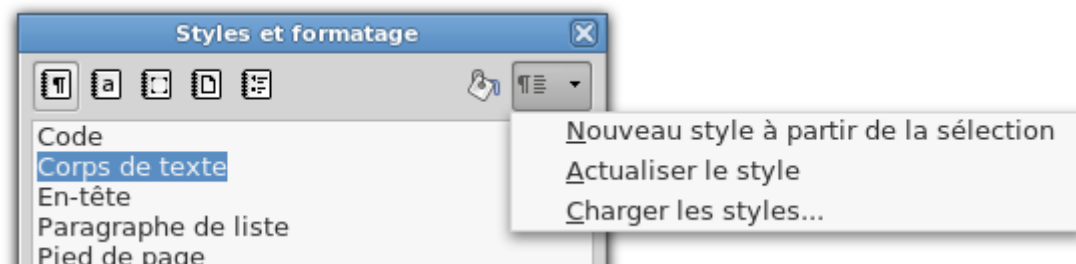 Styles et formatage
Code
Corps de texte
En-tête
Paragraphe de liste
Pied de page
Nouveau style à partir de la sélection
Actualiser le style
Charger les styles...